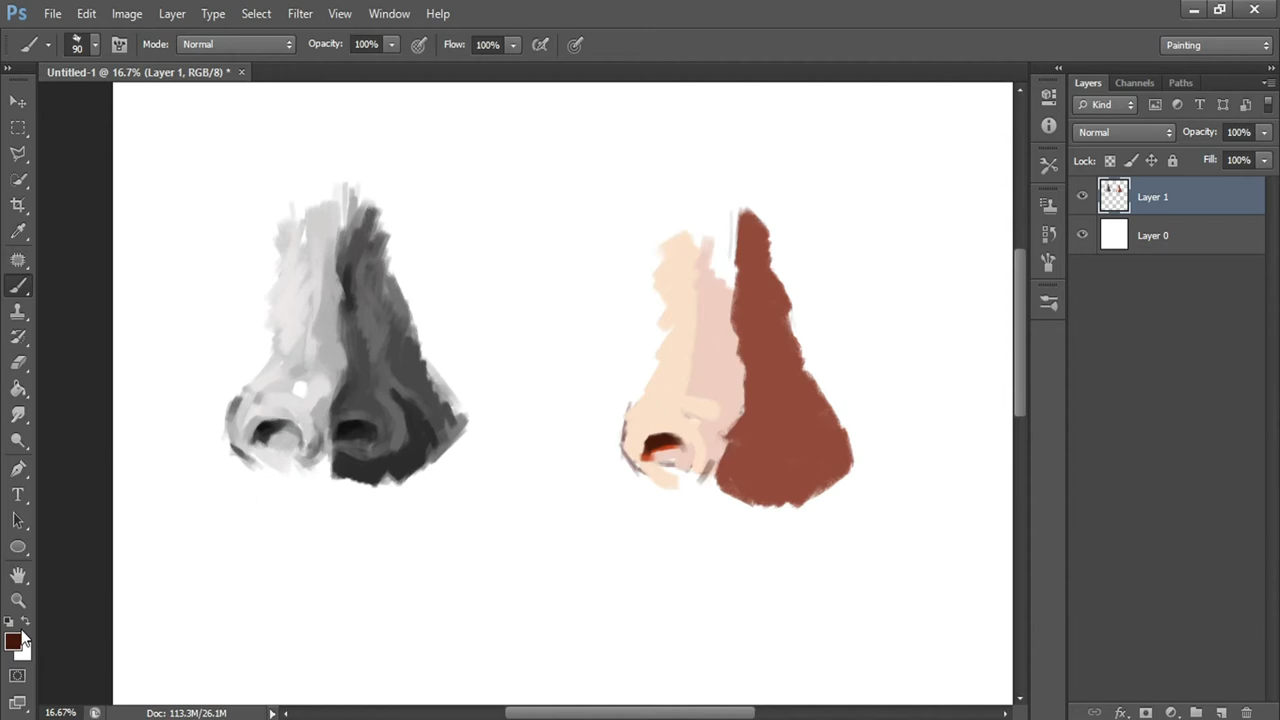 Ps File Edit Image Layer Type Select Filter View Window Help
90 Mode: Normal Opacity: 100% Flow: 100% Painting
Untitled-1 @ 16.7% (Layer 1, RGB/8) * ×
Layers Channels Paths
Kind
Normal Opacity: 100%
Lock: Fill: 100%
Layer 1
Layer 0
16.67% Doc: 113.3M/26.1M
fx